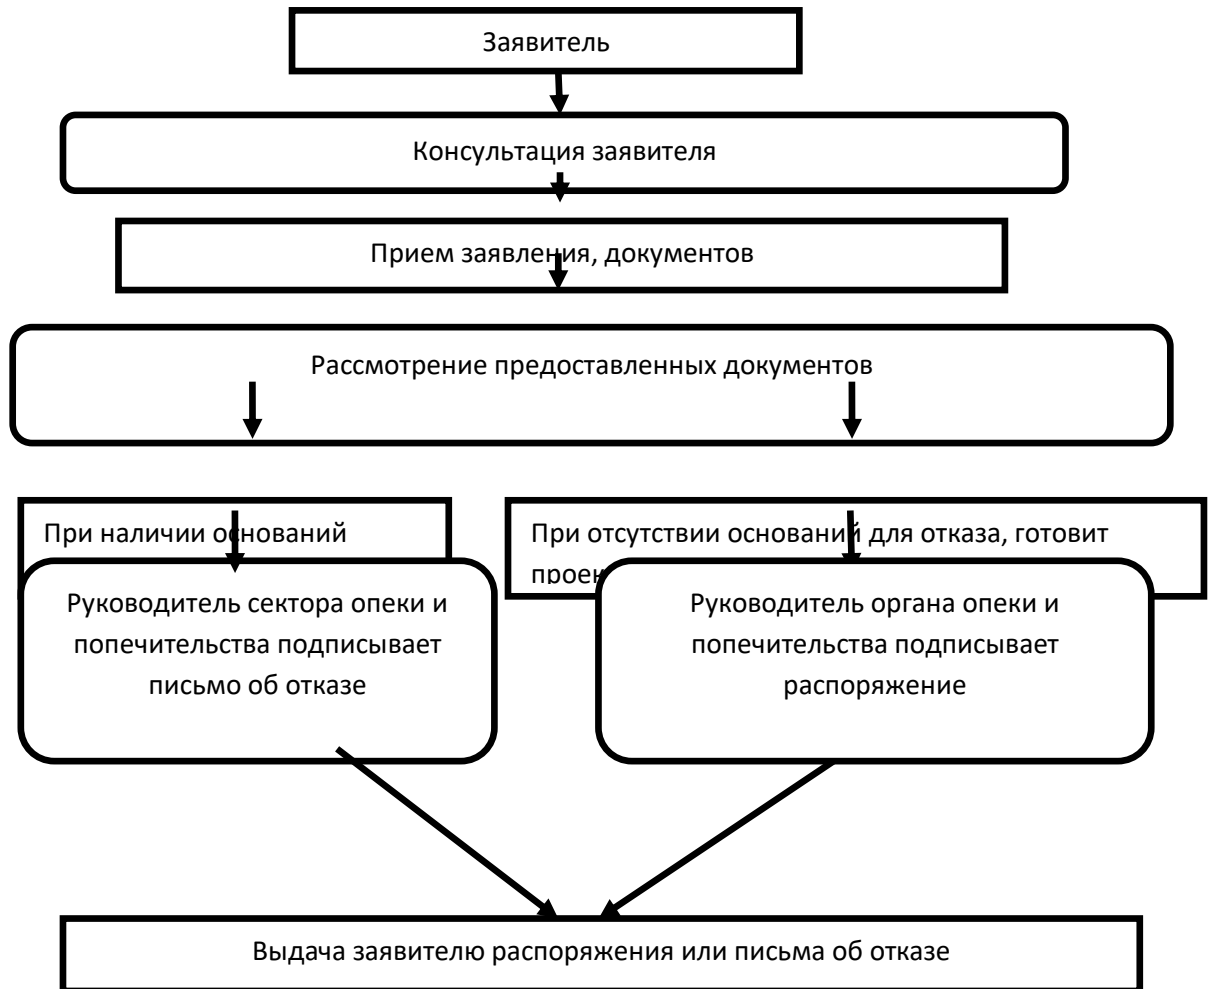 Заявитель
Консультация заявителя
Прием заявления, документов
Рассмотрение предоставленных документов
При наличии оснований
При отсутствии оснований для отказа, готовит
Руководитель сектора опеки и
попечительства подписывает
письмо об отказе
Руководитель органа опеки и
попечительства подписывает
распоряжение
Выдача заявителю распоряжения или письма об отказе